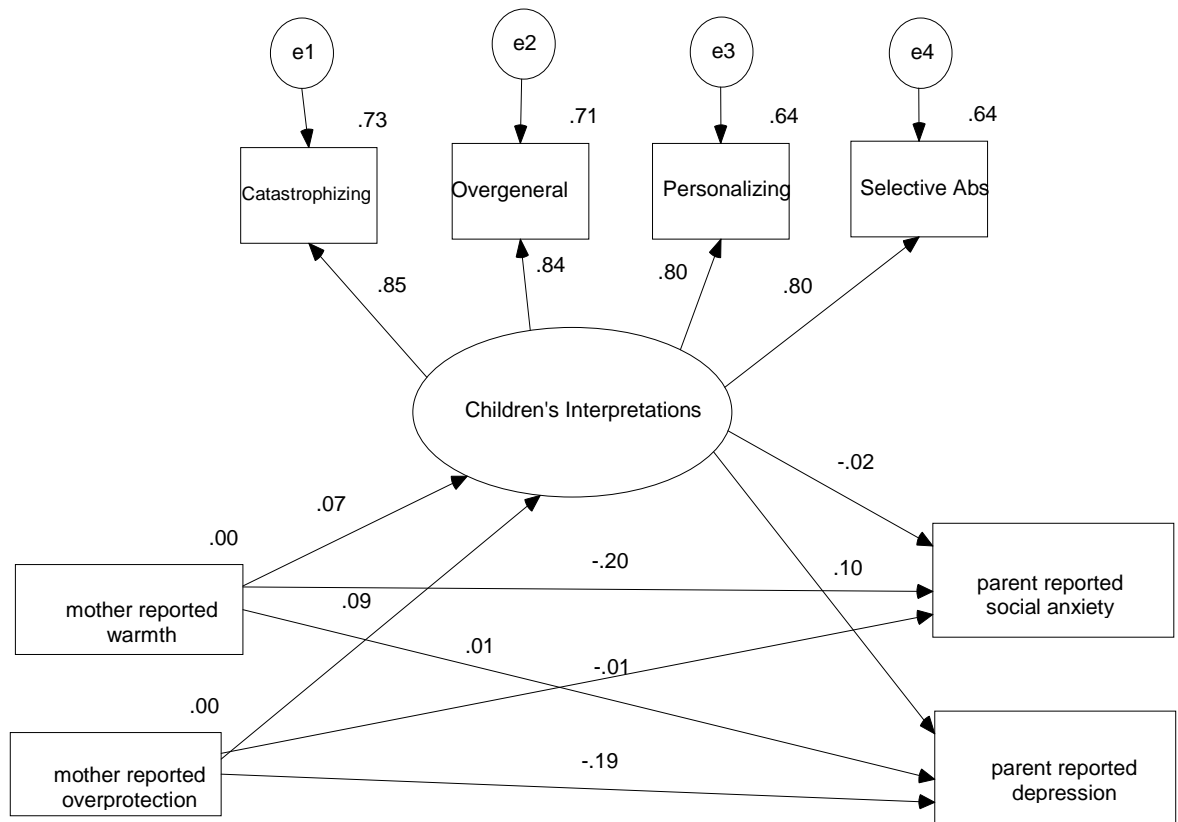 e1
e2
e3
e4
.73
.71
.64
.64
Catastrophizing
Overgeneral
Personalizing
Selective Abs
.85
.84
.80
.80
Children's Interpretations
-.02
.07
.00
-.20
.10
mother reported
warmth
.09
parent reported
social anxiety
.01
-.01
.00
-.19
mother reported
overprotection
parent reported
depression